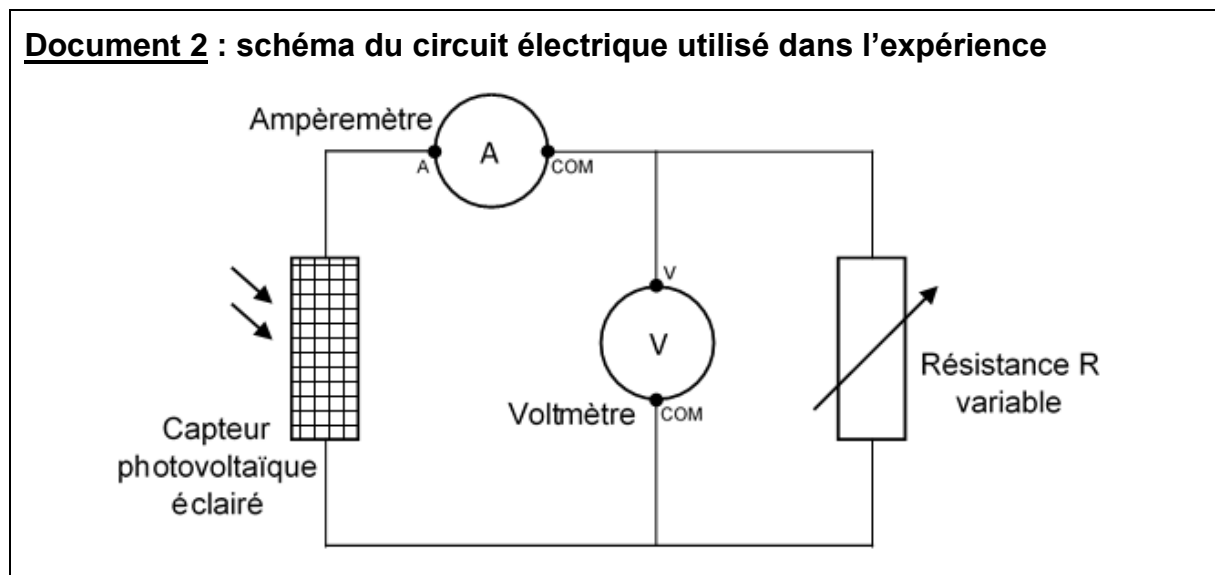 Document 2 : schéma du circuit électrique utilisé dans l’expérience
Ampèremètre
A
A
COM
V
V
COM
Voltmètre
Capteur
photovoltaïque
éclairé
Résistance R
variable